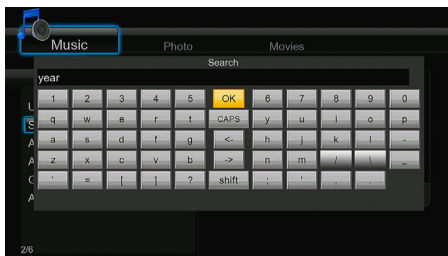 Music Photo Movies
Search
year
1 2 3 4 5 OK 6 7 8 9 0
q w e r t CAPS y u i o p
a s d f g <- h j k l -
z x c v b -> n m / \ _
' = [ ] ? shift ; ' , .
U
S
A
A
C
A
2/6